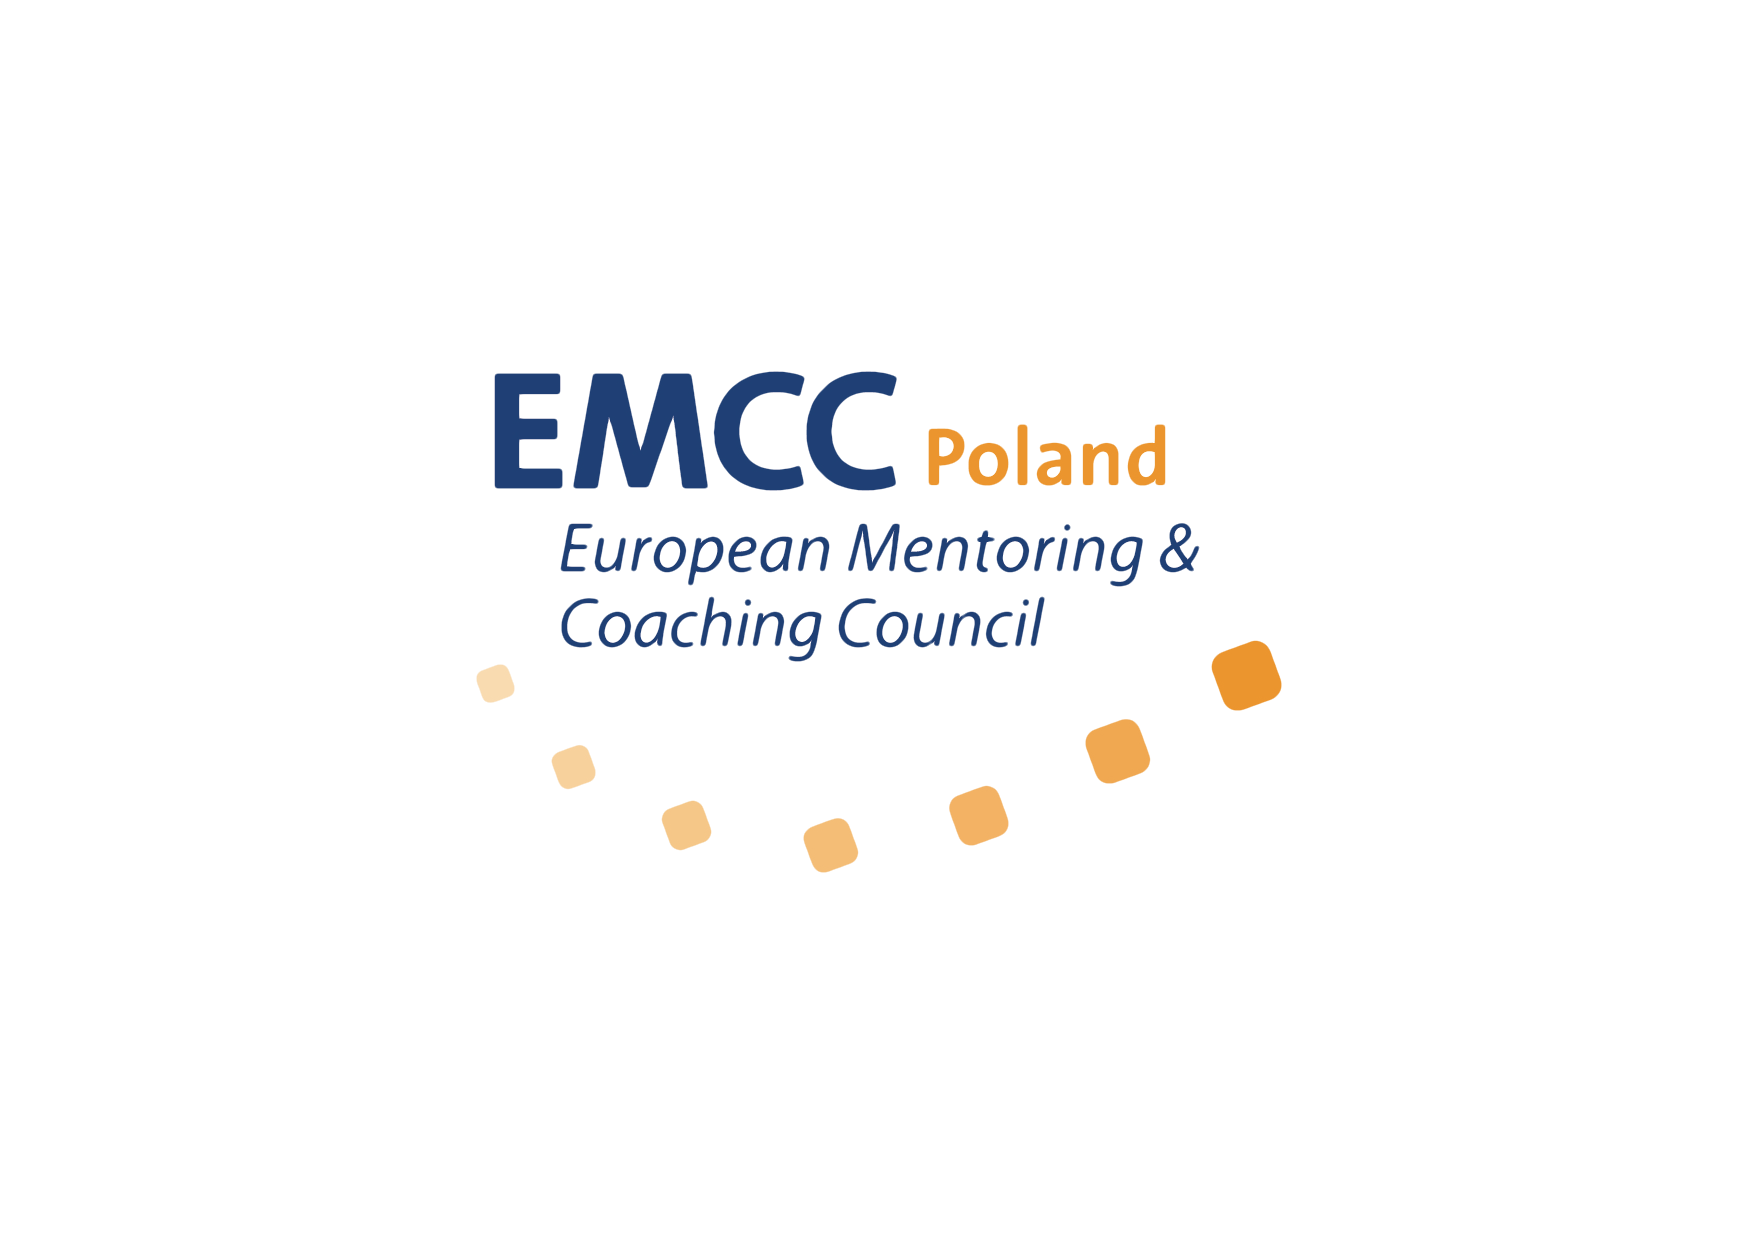 EMCC Poland
European Mentoring &
Coaching Council